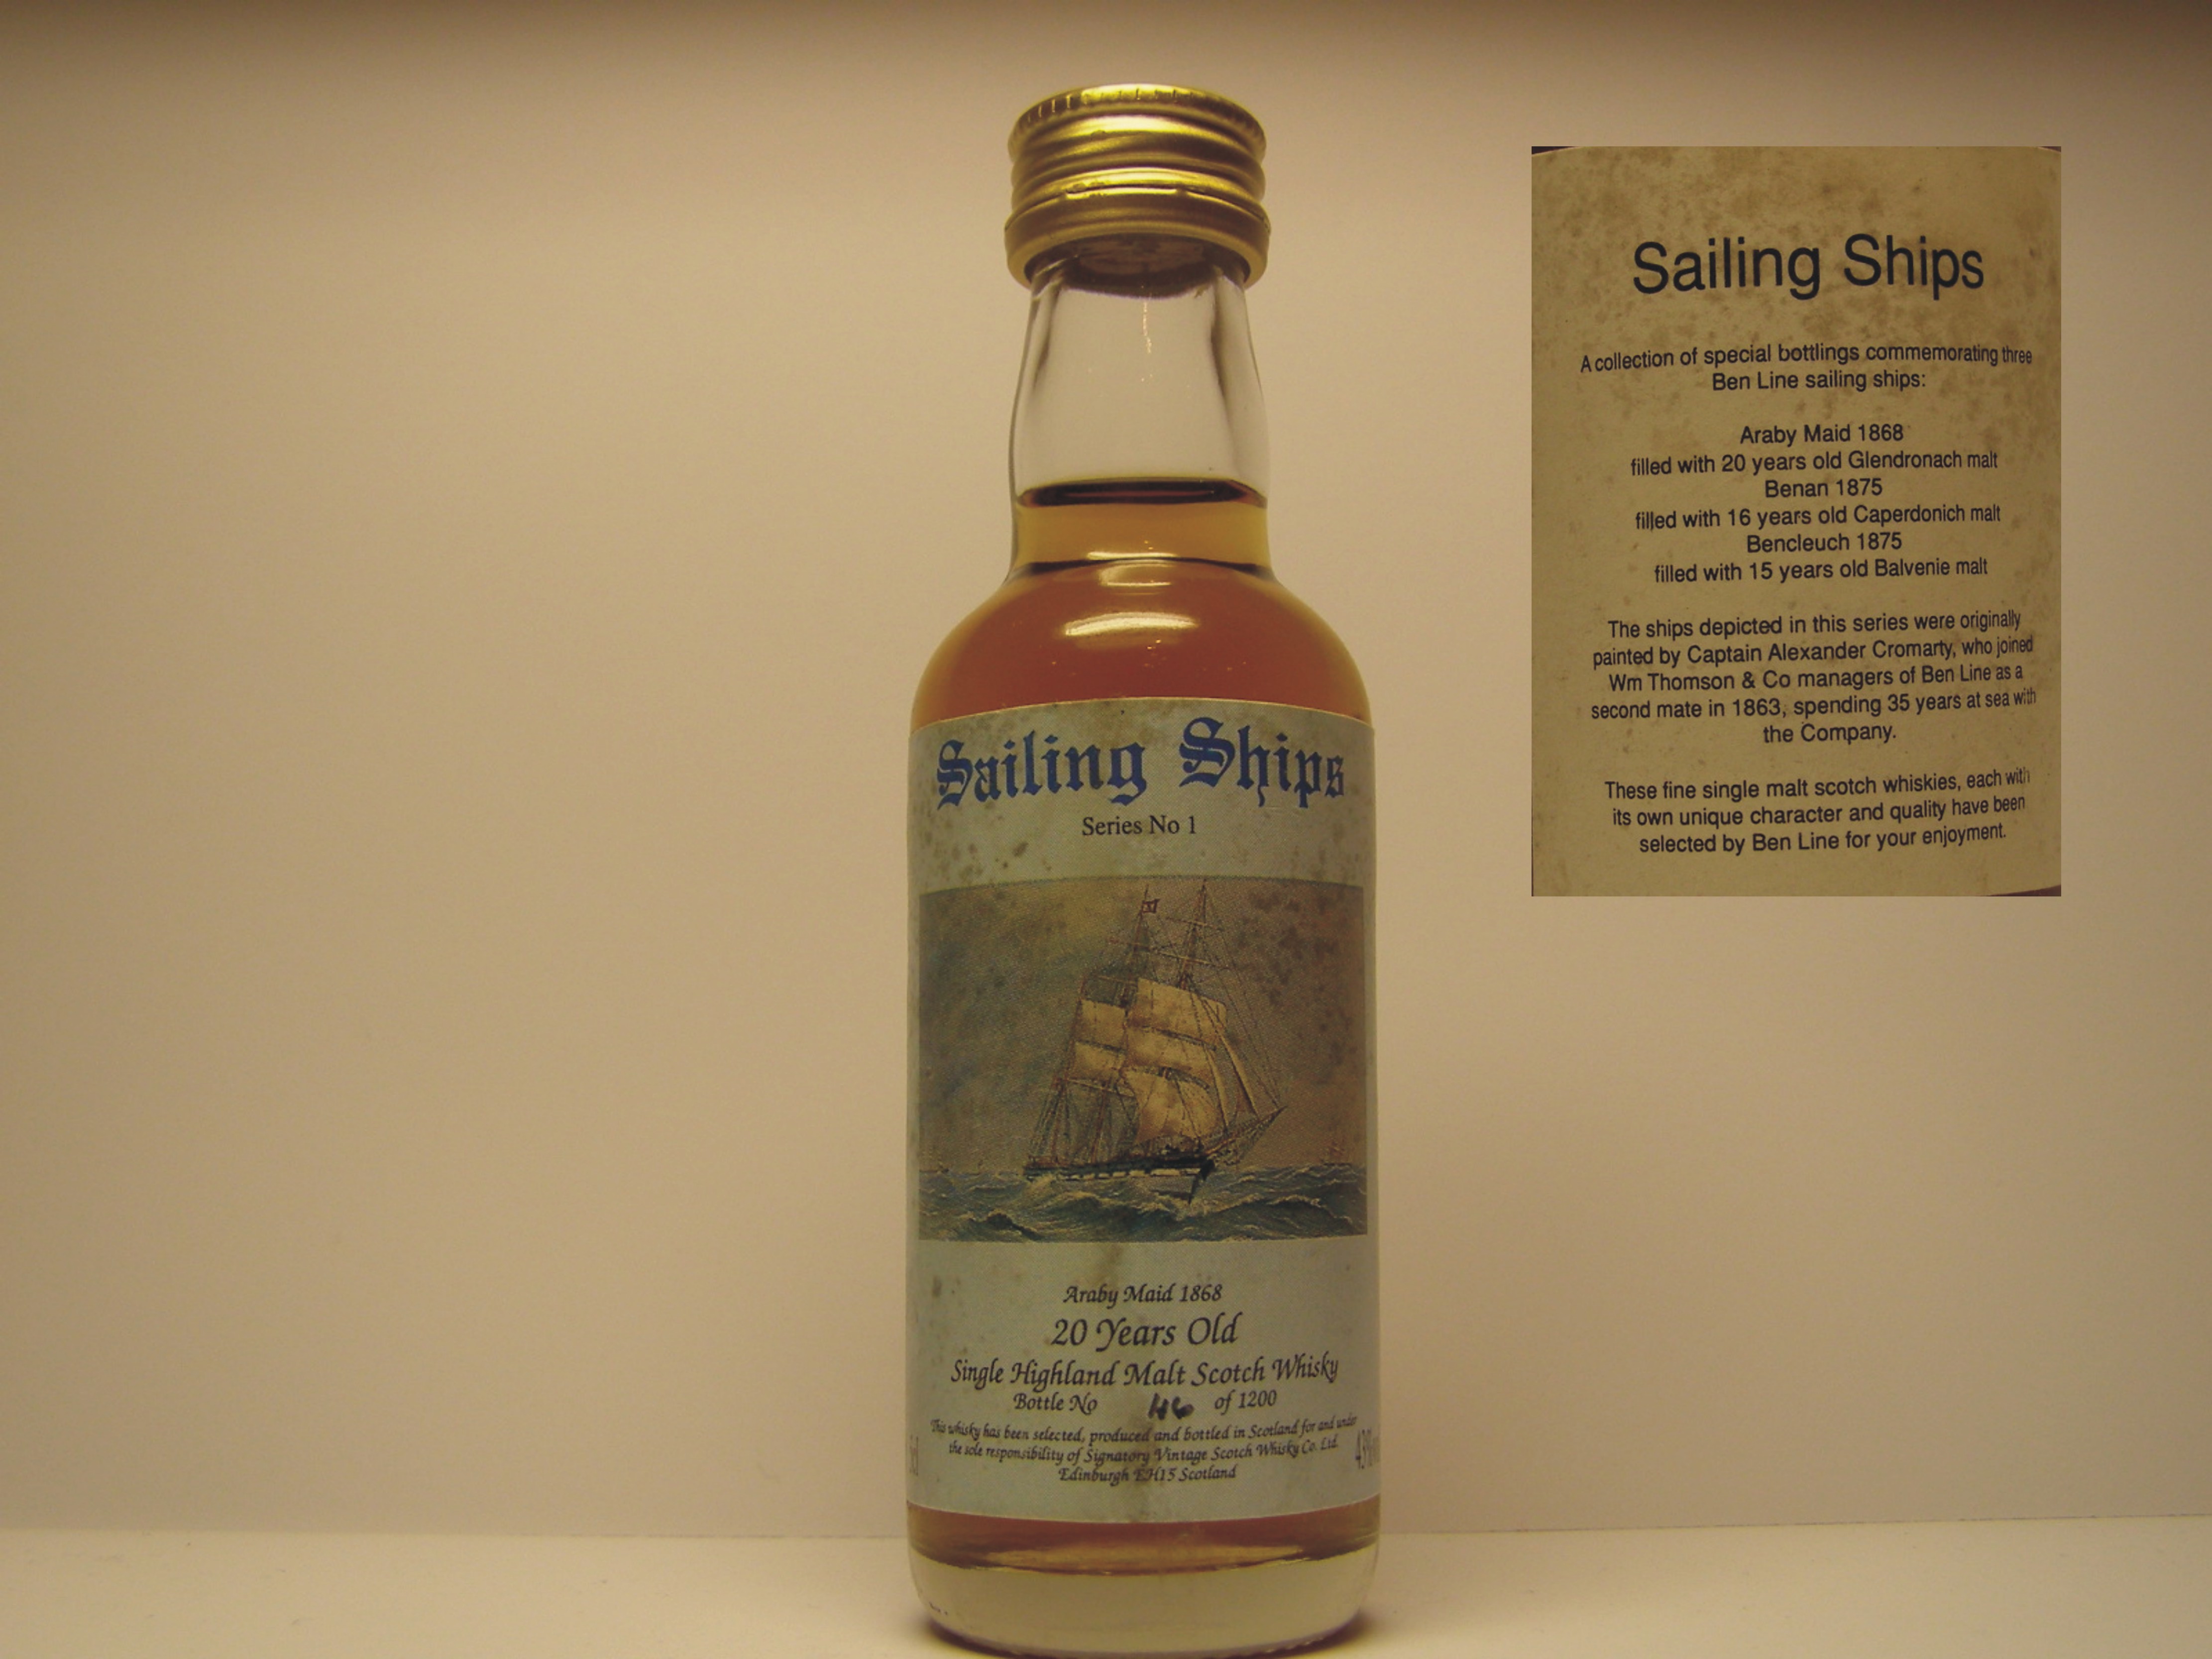 Sailing Ships
Series No 1
Araby Maid 1868
20 Years Old
Single Highland Malt Scotch Whisky
Bottle No 46 of 1200
This whisky has been selected, produced and bottled in Scotland for and under
the sole responsibility of Signatory Vintage Scotch Whisky Co. Ltd.
Edinburgh EH15 Scotland
43%
Sailing Ships
A collection of special bottlings commemorating three
Ben Line sailing ships:
Araby Maid 1868
filled with 20 years old Glendronach malt
Benan 1875
filled with 16 years old Caperdonich malt
Bencleuch 1875
filled with 15 years old Balvenie malt
The ships depicted in this series were originally
painted by Captain Alexander Cromarty, who joined
Wm Thomson & Co managers of Ben Line as a
second mate in 1863, spending 35 years at sea with
the Company.
These fine single malt scotch whiskies, each with
its own unique character and quality have been
selected by Ben Line for your enjoyment.